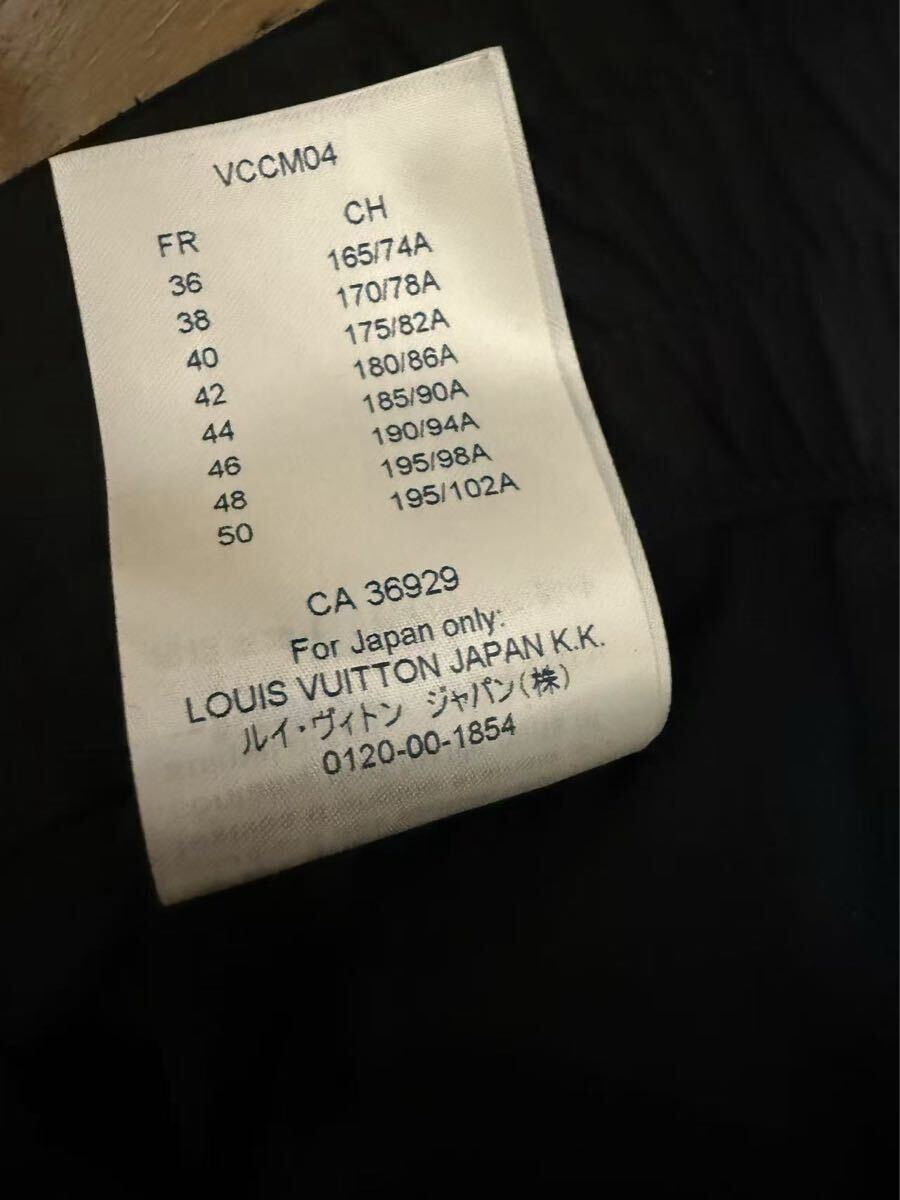 VCCM04
FR CH
36 165/74A
38 170/78A
40 175/82A
42 180/86A
44 185/90A
46 190/94A
48 195/98A
50 195/102A
CA 36929
For Japan only:
LOUIS VUITTON JAPAN K.K.
ルイ・ヴィトン ジャパン(株)
0120-00-1854